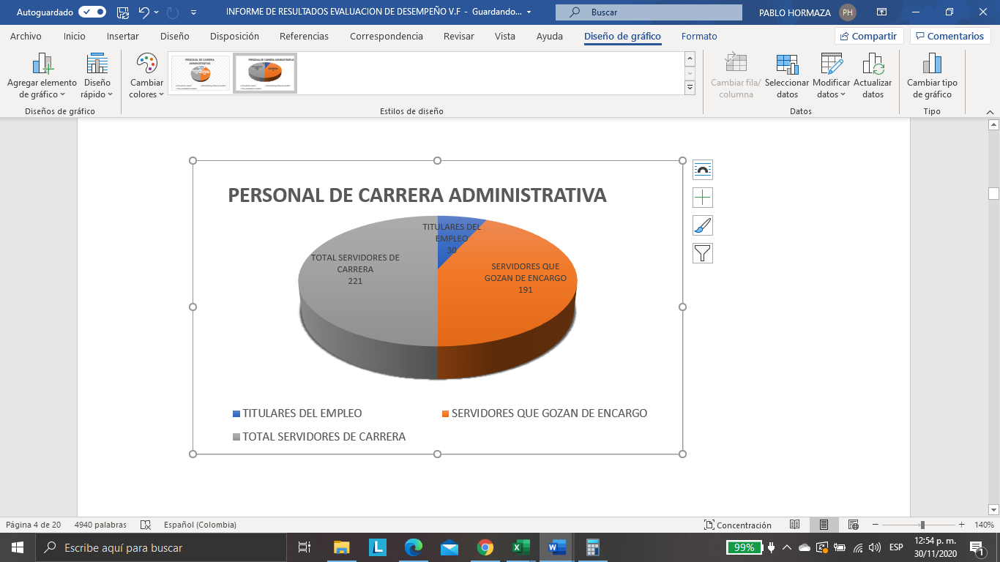 Autoguardado
INFORME DE RESULTADOS EVALUACION DE DESEMPEÑO V.F - Guardando...
Buscar
PABLO HORMAZA
PH
Archivo
Inicio
Insertar
Diseño
Disposición
Referencias
Correspondencia
Revisar
Vista
Ayuda
Diseño de gráfico
Formato
Compartir
Comentarios
Agregar elemento
de gráfico
Diseño
rápido
Cambiar
colores
Cambiar fila/
columna
Seleccionar
datos
Modificar
datos
Actualizar
datos
Cambiar tipo
de gráfico
Diseños de gráfico
Estilos de diseño
Datos
Tipo
PERSONAL DE CARRERA ADMINISTRATIVA
TITULARES DEL
EMPLEO
30
TOTAL SERVIDORES DE
CARRERA
221
SERVIDORES QUE
GOZAN DE ENCARGO
191
TITULARES DEL EMPLEO
SERVIDORES QUE GOZAN DE ENCARGO
TOTAL SERVIDORES DE CARRERA
Página 4 de 20
4940 palabras
Español (Colombia)
Concentración
140%
Escribe aquí para buscar
99%
ESP
12:54 p. m.
30/11/2020
1